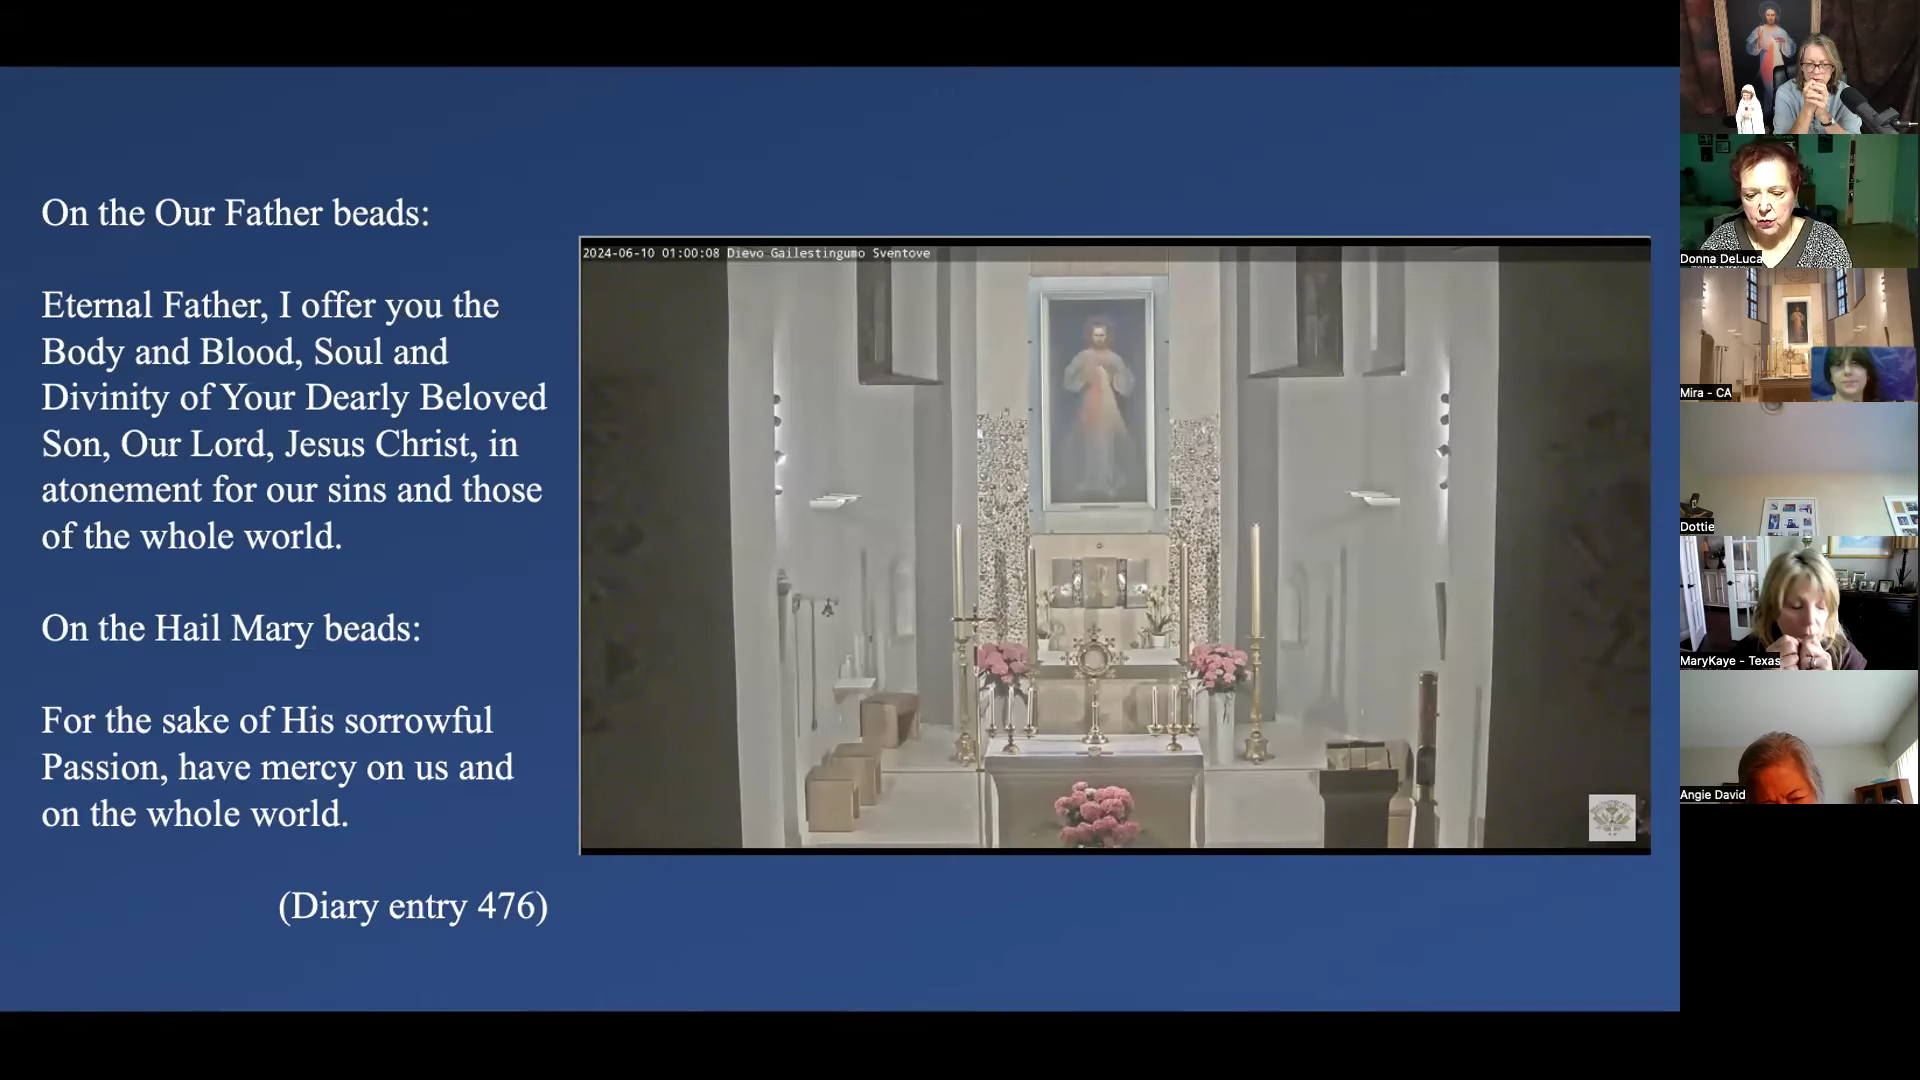 On the Our Father beads:
Eternal Father, I offer you the
Body and Blood, Soul and
Divinity of Your Dearly Beloved
Son, Our Lord, Jesus Christ, in
atonement for our sins and those
of the whole world.
On the Hail Mary beads:
For the sake of His sorrowful
Passion, have mercy on us and
on the whole world.
(Diary entry 476)
2024-06-10 01:00:08 Dievo Gailestingumo Sventove
Donna DeLuca
Mira - CA
Dottie
MaryKaye - Texas
Angie David